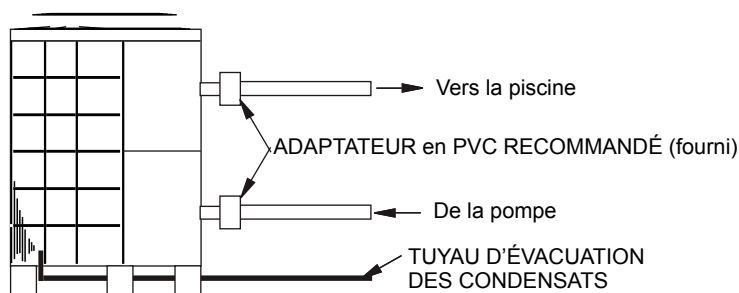 Vers la piscine
ADAPTATEUR en PVC RECOMMANDÉ (fourni)
De la pompe
TUYAU D'ÉVACUATION
DES CONDENSATS